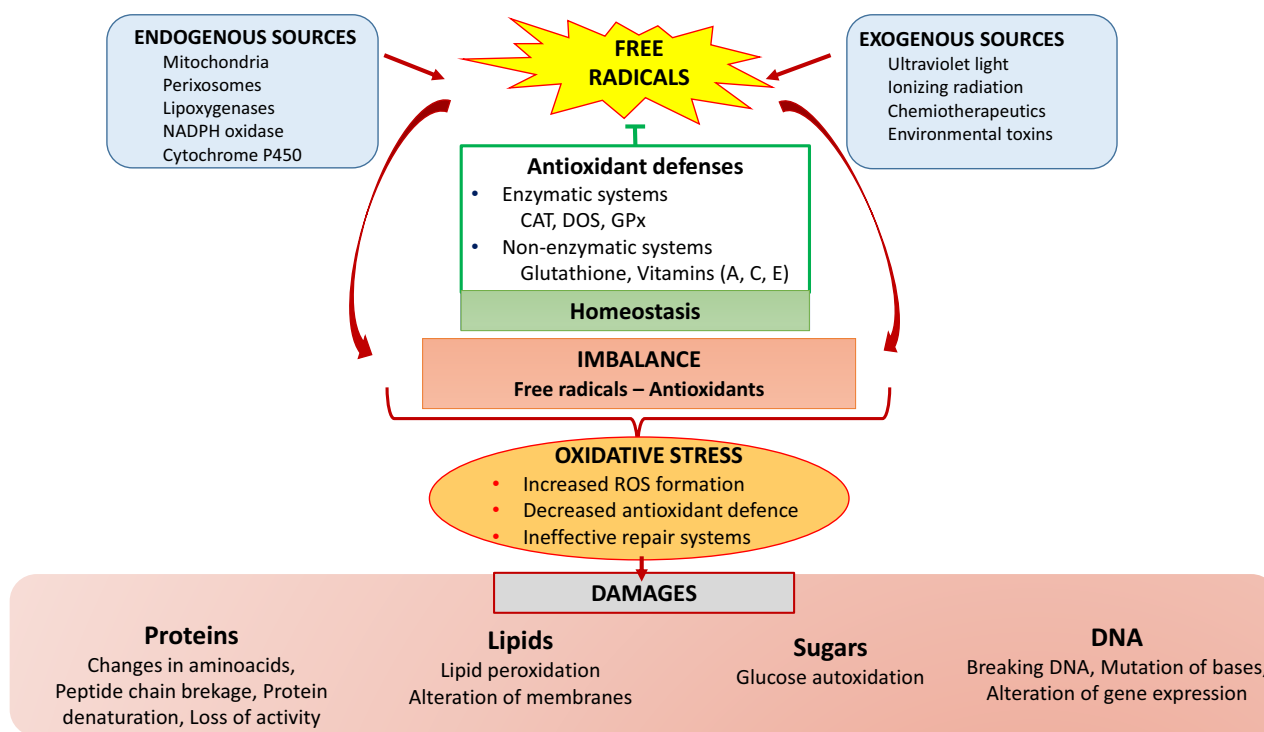 ENDOGENOUS SOURCES
Mitochondria
Perixosomes
Lipoxygenases
NADPH oxidase
Cytochrome P450
FREE
RADICALS
EXOGENOUS SOURCES
Ultraviolet light
Ionizing radiation
Chemiotherapeutics
Environmental toxins
Antioxidant defenses
• Enzymatic systems
CAT, DOS, GPx
• Non-enzymatic systems
Glutathione, Vitamins (A, C, E)
Homeostasis
IMBALANCE
Free radicals – Antioxidants
OXIDATIVE STRESS
• Increased ROS formation
• Decreased antioxidant defence
• Ineffective repair systems
DAMAGES
Proteins
Changes in aminoacids,
Peptide chain brekage, Protein
denaturation, Loss of activity
Lipids
Lipid peroxidation
Alteration of membranes
Sugars
Glucose autoxidation
DNA
Breaking DNA, Mutation of bases,
Alteration of gene expression